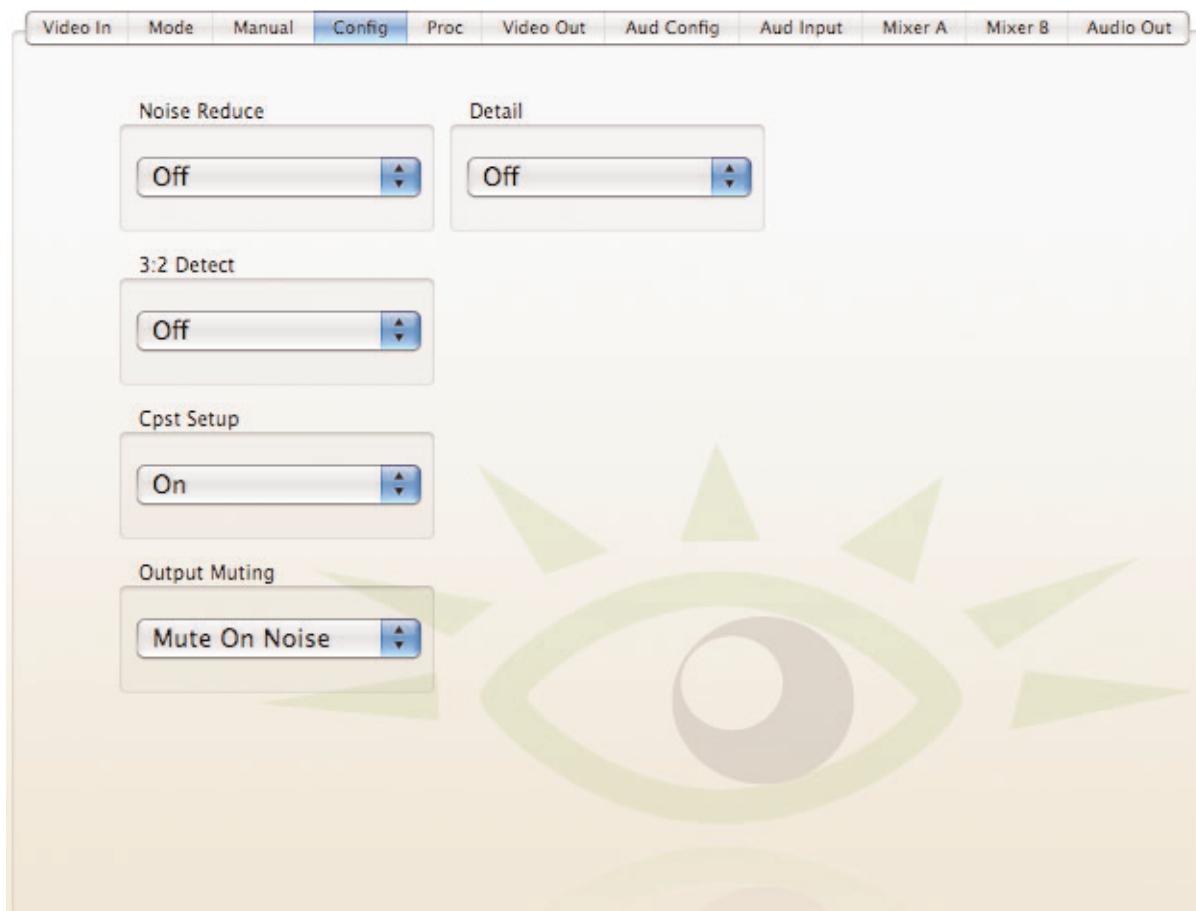 Video In Mode Manual Config Proc Video Out Aud Config Aud Input Mixer A Mixer B Audio Out
Noise Reduce Detail
Off Off
3:2 Detect
Off
Cpst Setup
On
Output Muting
Mute On Noise